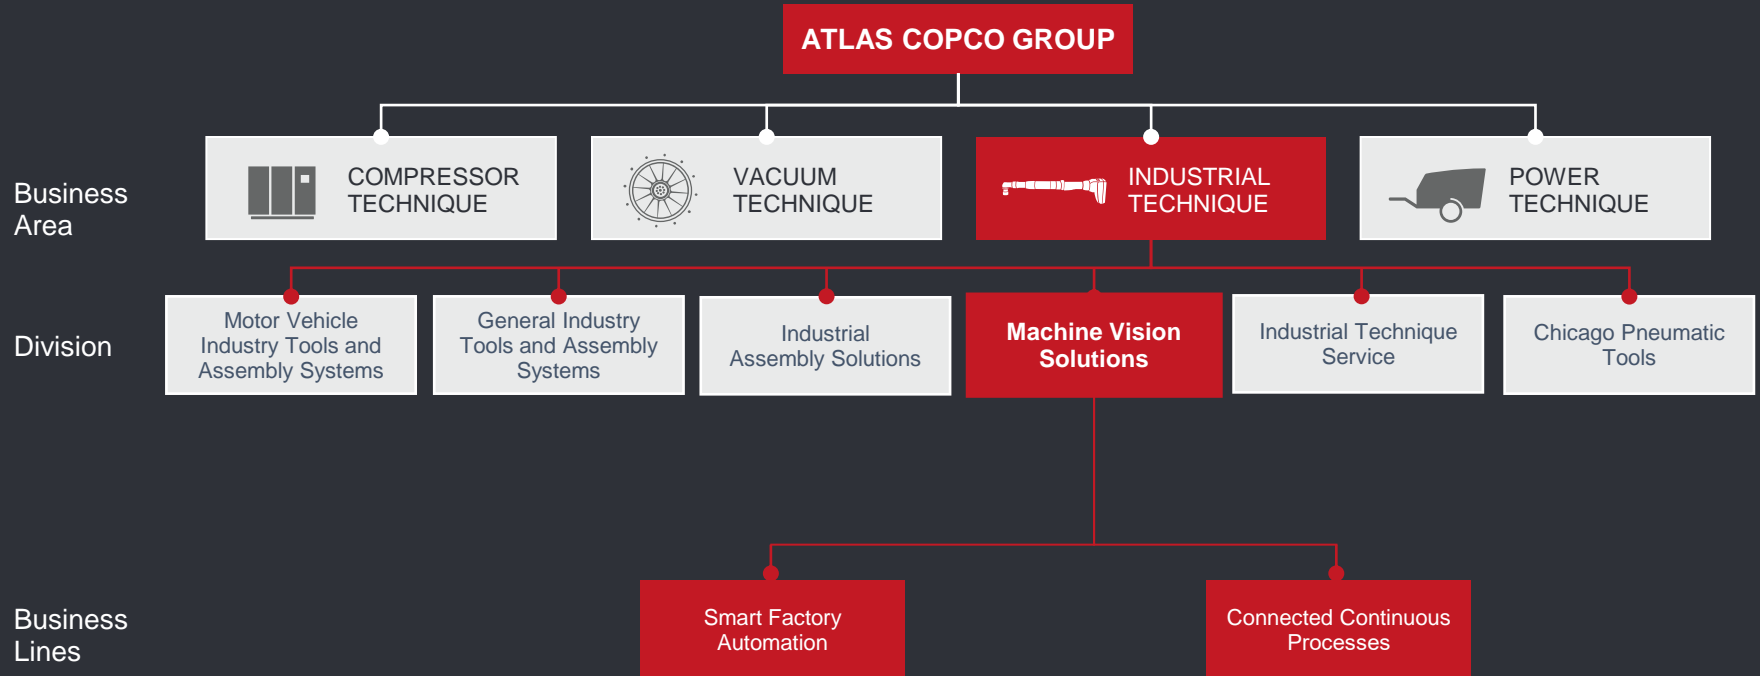 ATLAS COPCO GROUP
Business
Area
COMPRESSOR
TECHNIQUE
VACUUM
TECHNIQUE
INDUSTRIAL
TECHNIQUE
POWER
TECHNIQUE
Division
Motor Vehicle
Industry Tools and
Assembly Systems
General Industry
Tools and Assembly
Systems
Industrial
Assembly Solutions
Machine Vision
Solutions
Industrial Technique
Service
Chicago Pneumatic
Tools
Business
Lines
Smart Factory
Automation
Connected Continuous
Processes